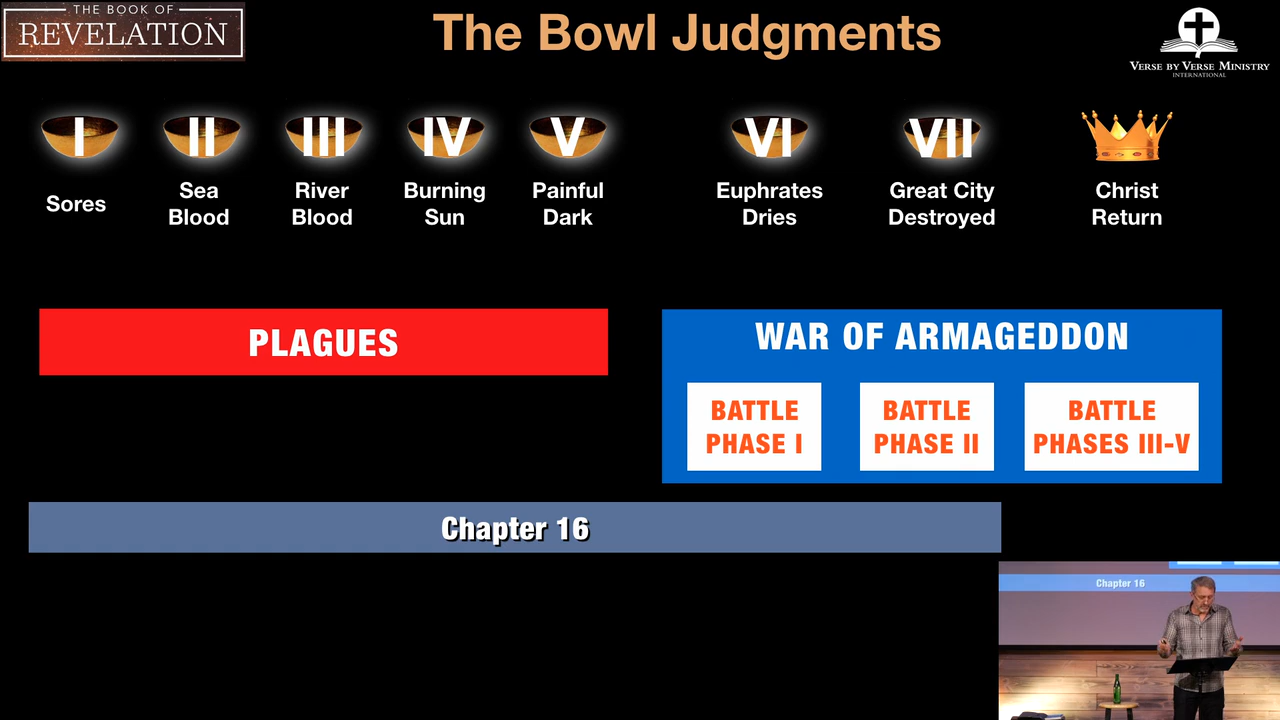 THE BOOK OF
REVELATION
The Bowl Judgments
VERSE BY VERSE MINISTRY
INTERNATIONAL
I
II
III
IV
V
VI
VII
Sores
Sea
Blood
River
Blood
Burning
Sun
Painful
Dark
Euphrates
Dries
Great City
Destroyed
Christ
Return
PLAGUES
WAR OF ARMAGEDDON
BATTLE
PHASE I
BATTLE
PHASE II
BATTLE
PHASES III-V
Chapter 16
Chapter 16